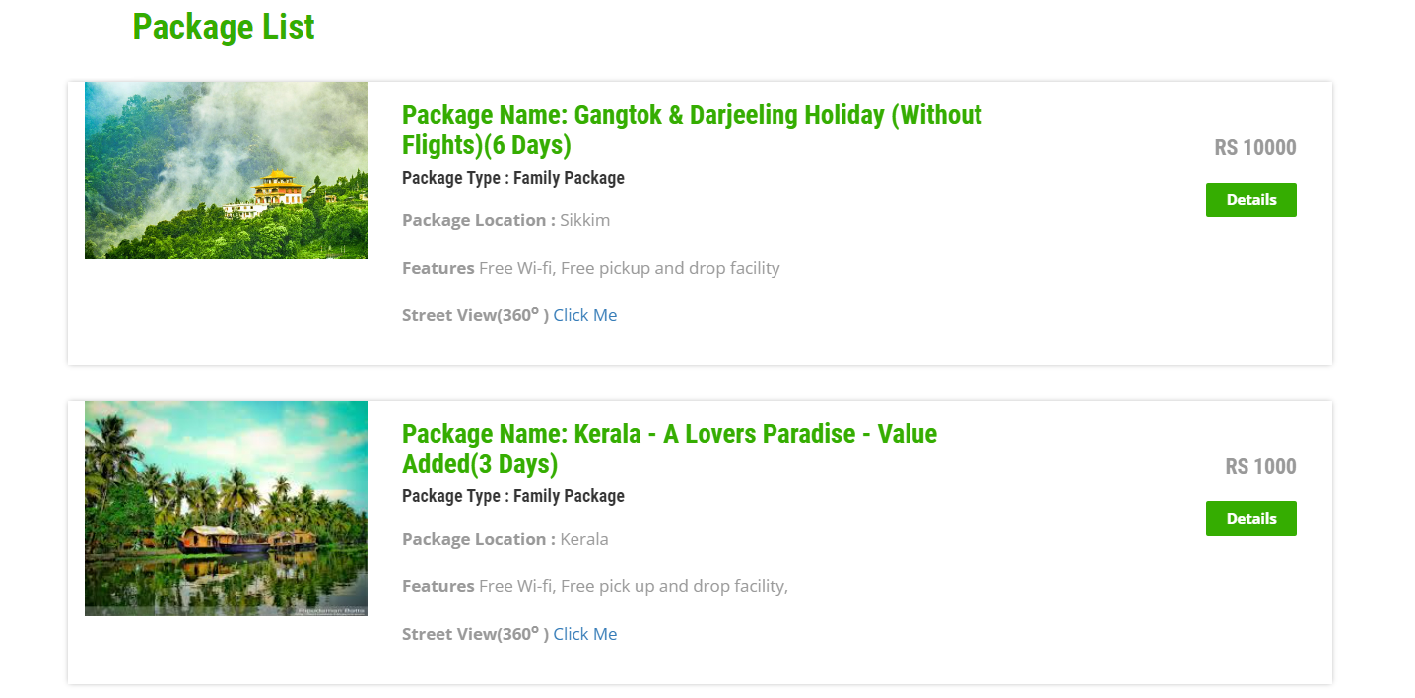 Package List
Package Name: Gangtok & Darjeeling Holiday (Without
Flights)(6 Days)
RS 10000
Package Type : Family Package
Details
Package Location : Sikkim
Features Free Wi-fi, Free pickup and drop facility
Street View(360⁰ ) Click Me
Package Name: Kerala - A Lovers Paradise - Value
Added(3 Days)
RS 1000
Package Type : Family Package
Details
Package Location : Kerala
Features Free Wi-fi, Free pick up and drop facility,
Street View(360⁰ ) Click Me